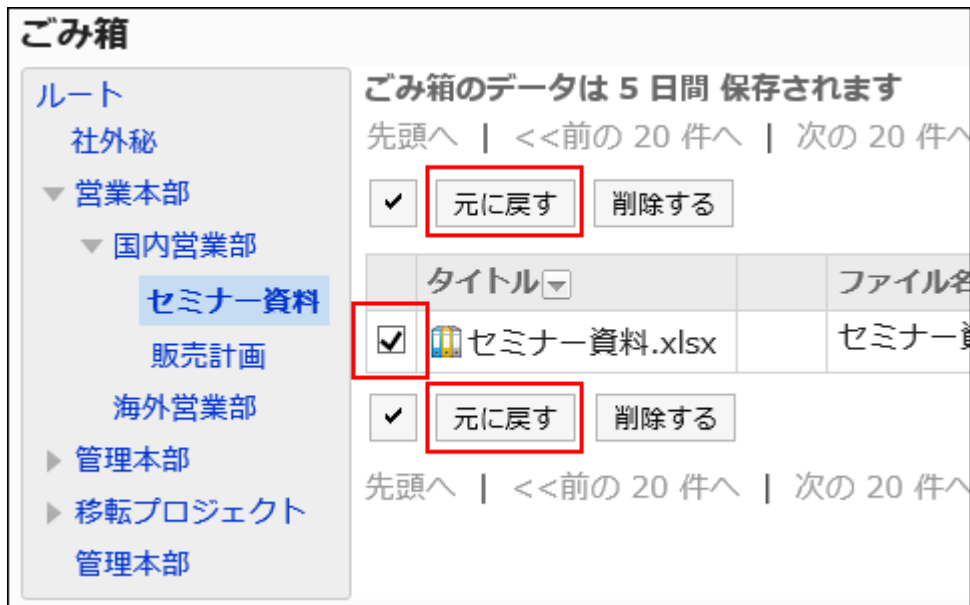 ごみ箱
ルート
社外秘
営業本部
国内営業部
セミナー資料
販売計画
海外営業部
管理本部
移転プロジェクト
管理本部
ごみ箱のデータは 5 日間 保存されます
先頭へ | <<前の 20 件へ | 次の 20 件へ
元に戻す 削除する
タイトル ファイル名
セミナー資料.xlsx セミナー
元に戻す 削除する
先頭へ | <<前の 20 件へ | 次の 20 件へ